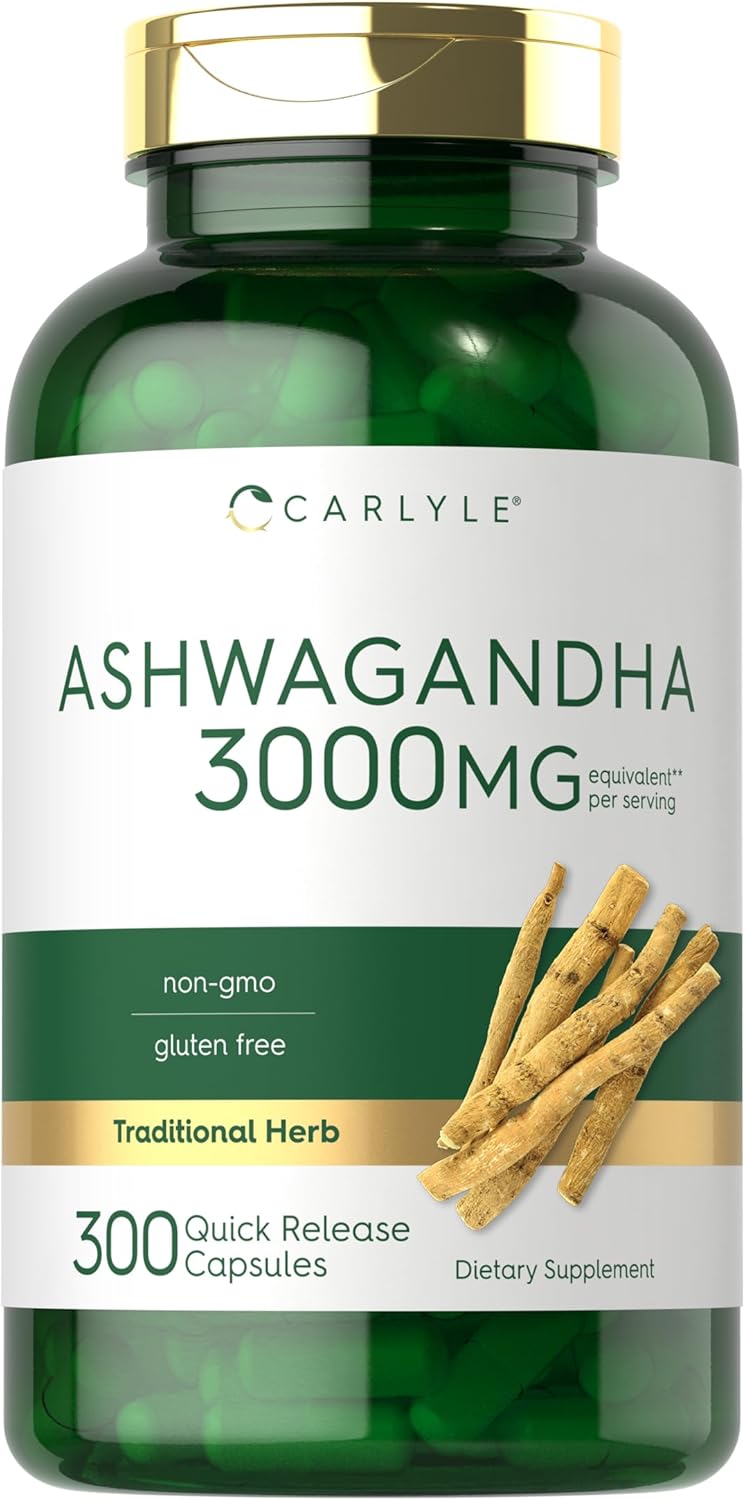 CARLYLE®
ASHWAGANDHA
3000MG equivalent**
per serving
non-gmo
gluten free
Traditional Herb
300 Quick Release
Capsules
Dietary Supplement